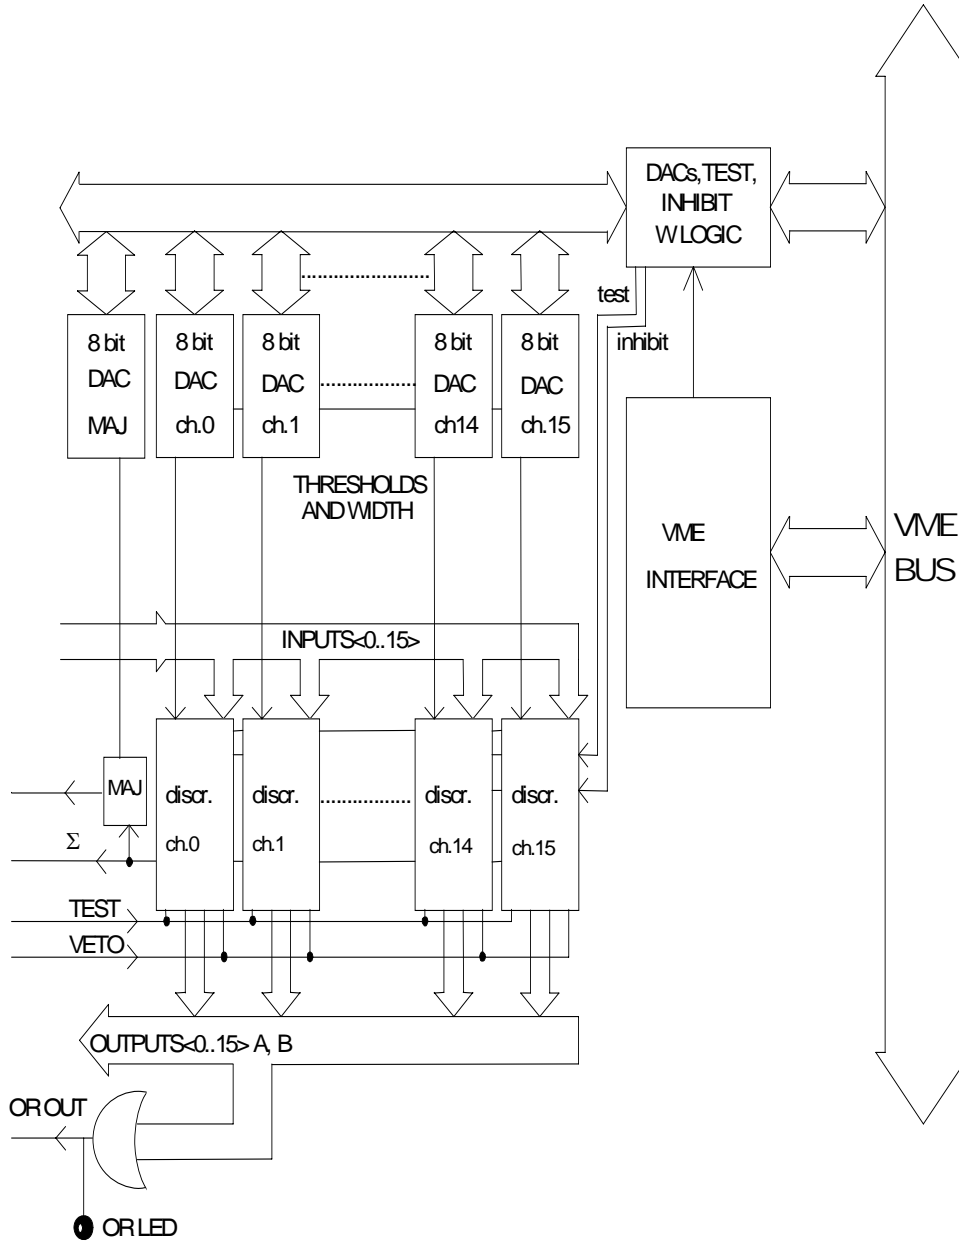 DACs, TEST,
INHIBIT
W LOGIC
test
inhibit
8 bit
DAC
MAJ
8 bit
DAC
ch.0
8 bit
DAC
ch.1
8 bit
DAC
ch14
8 bit
DAC
ch.15
THRESHOLDS
AND WIDTH
VME
INTERFACE
VME
BUS
INPUTS<0..15>
MAJ
discr.
ch.0
discr.
ch.1
discr.
ch.14
discr.
ch.15
Σ
TEST
VETO
OUTPUTS<0..15> A, B
OR OUT
OR LED